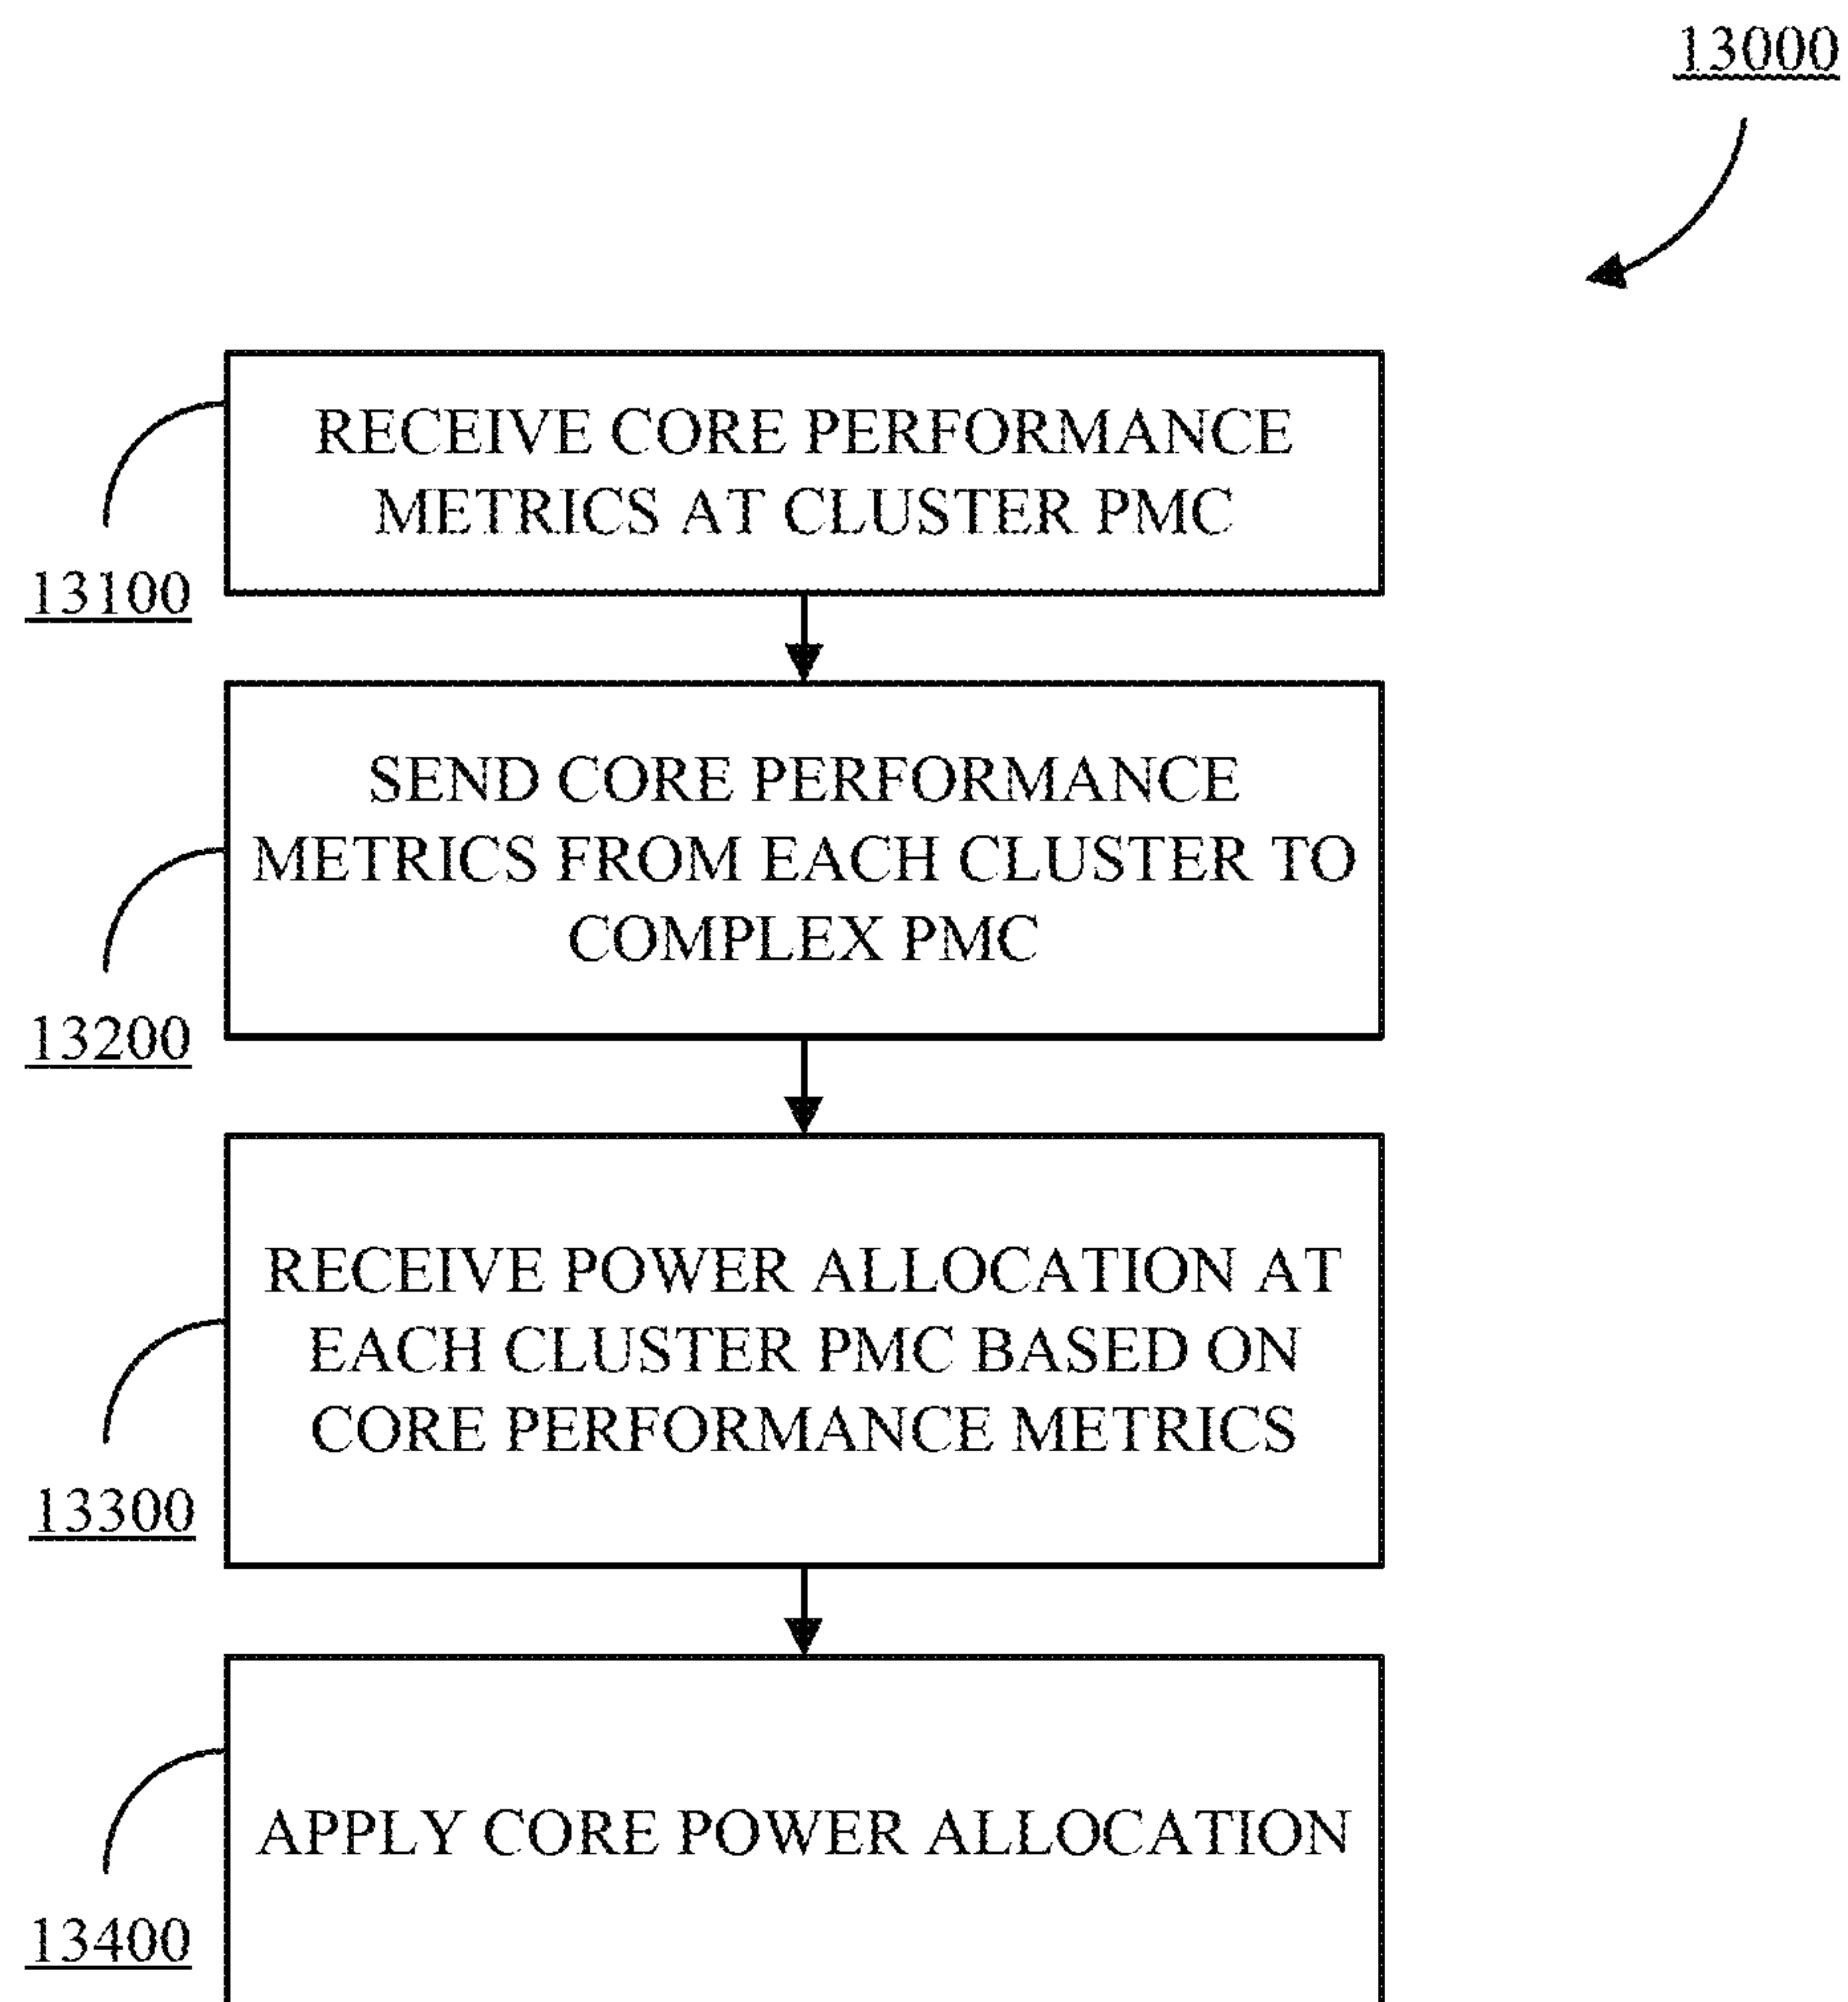 13000
RECEIVE CORE PERFORMANCE
METRICS AT CLUSTER PMC
13100
SEND CORE PERFORMANCE
METRICS FROM EACH CLUSTER TO
COMPLEX PMC
13200
RECEIVE POWER ALLOCATION AT
EACH CLUSTER PMC BASED ON
CORE PERFORMANCE METRICS
13300
APPLY CORE POWER ALLOCATION
13400